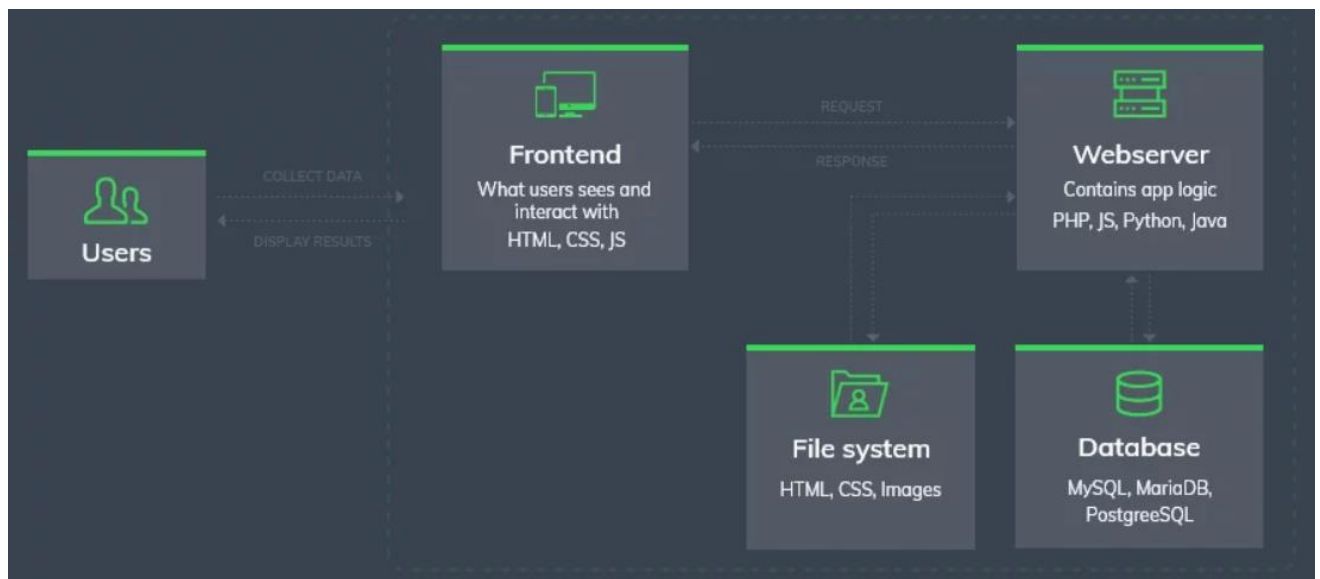 Users
COLLECT DATA
DISPLAY RESULTS
Frontend
What users sees and
interact with
HTML, CSS, JS
REQUEST
RESPONSE
Webserver
Contains app logic
PHP, JS, Python, Java
File system
HTML, CSS, Images
Database
MySQL, MariaDB,
PostgreeSQL